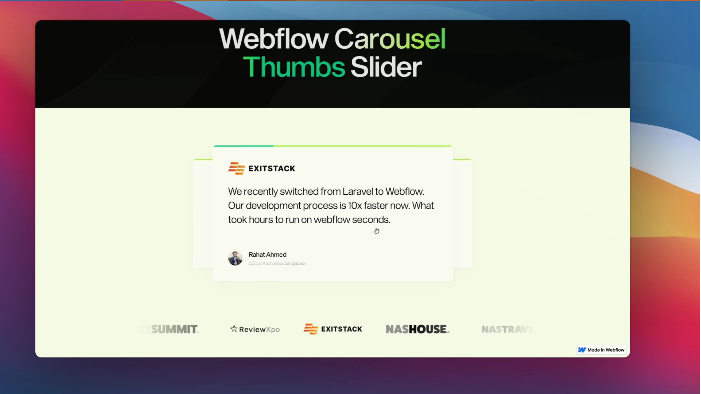 Webflow Carousel
Thumbs Slider
EXITSTACK
We recently switched from Laravel to Webflow.
Our development process is 10x faster now. What
took hours to run on webflow seconds.
Rahat Ahmed
SUMMIT.
ReviewXpo
EXITSTACK
NASHOUSE.
NASTRAV
Made in Webflow